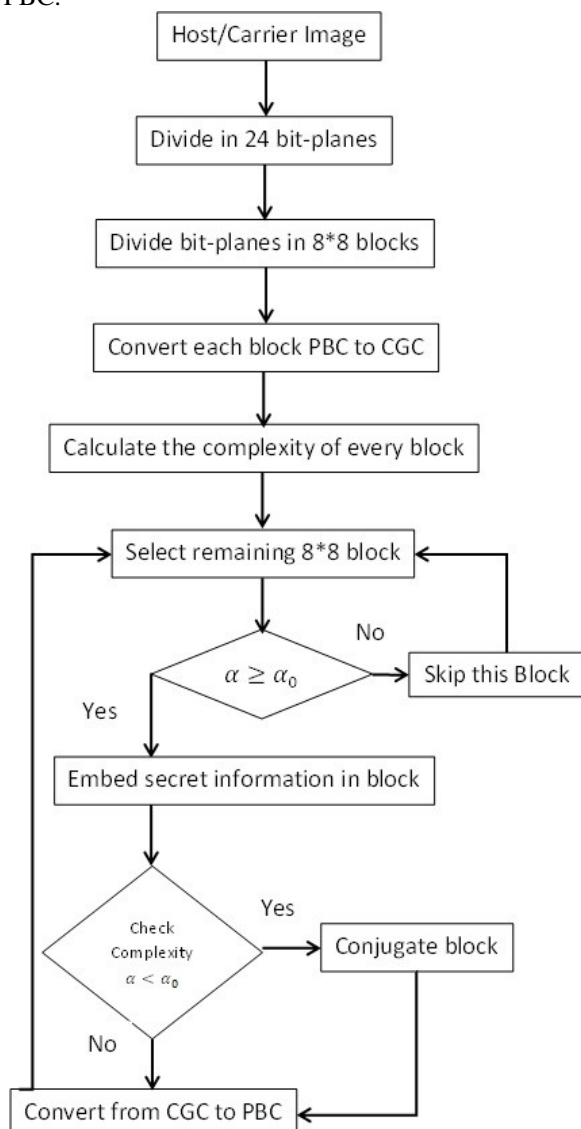 PBC.
Host/Carrier Image
Divide in 24 bit-planes
Divide bit-planes in 8*8 blocks
Convert each block PBC to CGC
Calculate the complexity of every block
Select remaining 8*8 block
No
α ≥ α₀
Skip this Block
Yes
Embed secret information in block
Check
Complexity
α < α₀
Yes
Conjugate block
No
Convert from CGC to PBC